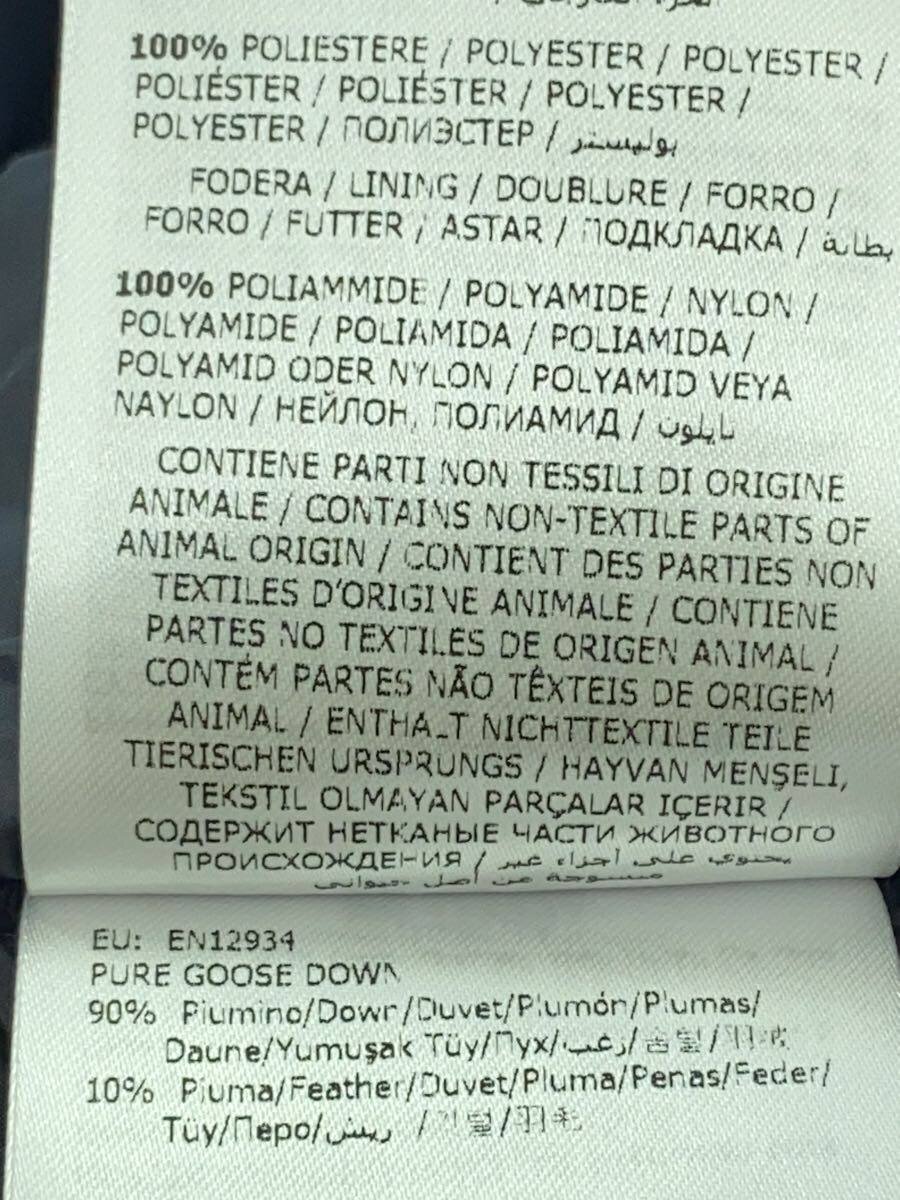 100% POLIESTERE / POLYESTER / POLYESTER /
POLIÉSTER / POLIÉSTER / POLYESTER /
POLYESTER / ПОЛИЭСТЕР / بوليستر
FODERA / LINING / DOUBLURE / FORRO /
FORRO / FUTTER / ASTAR / ПОДКЛАДКА / بطانة
100% POLIAMMIDE / POLYAMIDE / NYLON /
POLYAMIDE / POLIAMIDA / POLIAMIDA /
POLYAMID ODER NYLON / POLYAMID VEYA
NAYLON / НЕЙЛОН, ПОЛИАМИД / نايلون
CONTIENE PARTI NON TESSILI DI ORIGINE
ANIMALE / CONTAINS NON-TEXTILE PARTS OF
ANIMAL ORIGIN / CONTIENT DES PARTIES NON
TEXTILES D'ORIGINE ANIMALE / CONTIENE
PARTES NO TEXTILES DE ORIGEN ANIMAL /
CONTÉM PARTES NÃO TÊXTEIS DE ORIGEM
ANIMAL / ENTHALT NICHTTEXTILE TEILE
TIERISCHEN URSPRUNGS / HAYVAN MENŞELI,
TEKSTIL OLMAYAN PARÇALAR IÇERIR /
СОДЕРЖИТ НЕТКАНЫЕ ЧАСТИ ЖИВОТНОГО
ПРОИСХОЖДЕНИЯ / يحتوي على أجزاء غير
منسوجة من أصل حيواني
EU: EN12934
PURE GOOSE DOWN
90% Piumino/Down/Duvet/Plumón/Plumas/
Daune/Yumuşak Tüy/Пух/زغب/솜털/
10% Piuma/Feather/Duvet/Pluma/Penas/Feder/
Tüy/Перо/ريش /깃털/羽毛